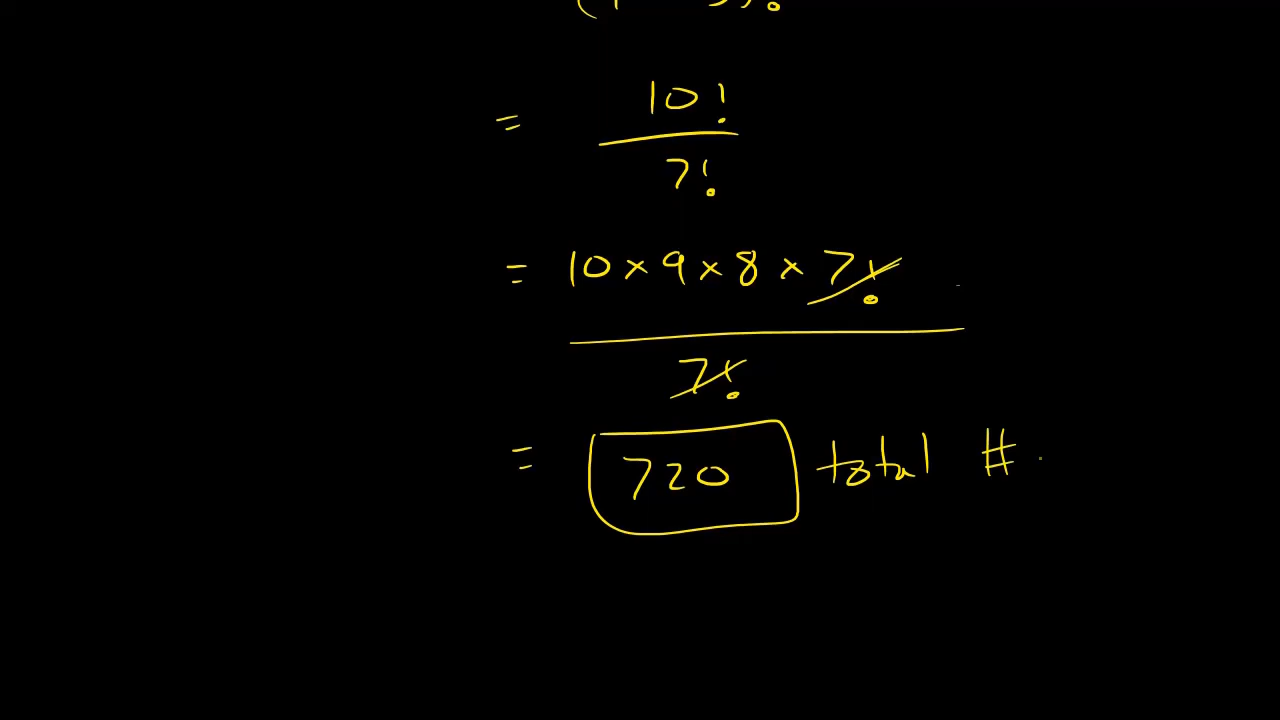 = 10!
7!
= 10 × 9 × 8 × 7!
7!
= 720 total #